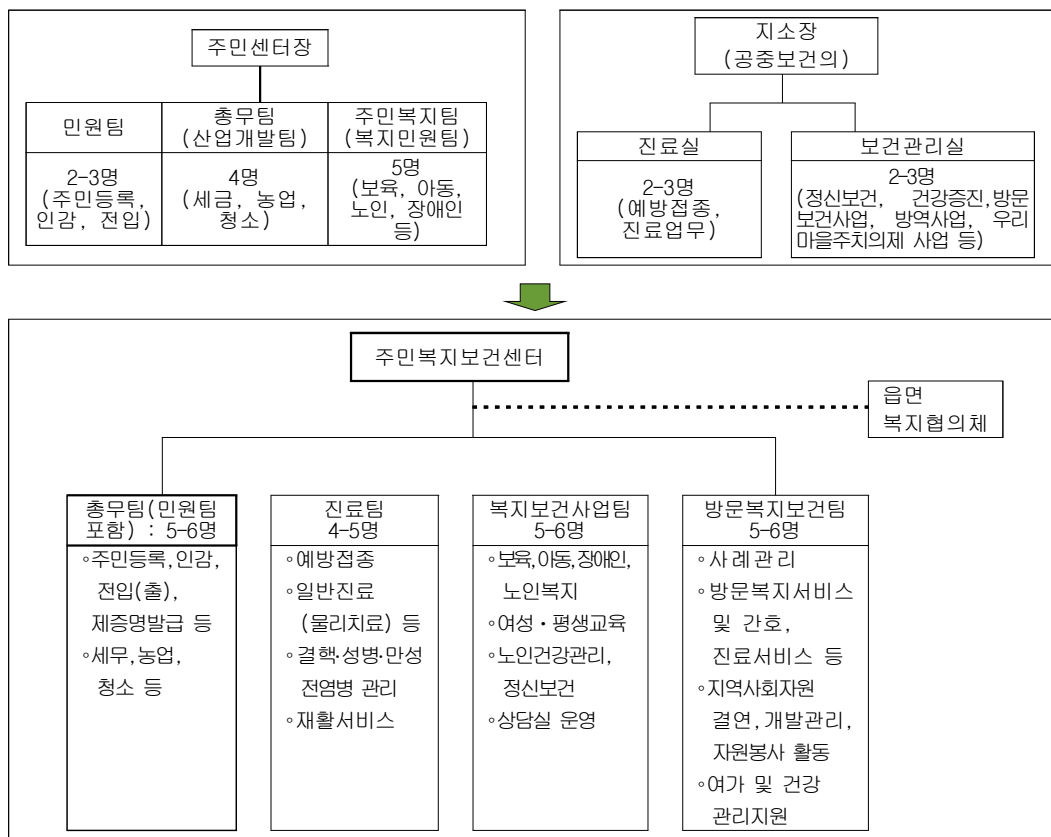 주민센터장
민원팀
총무팀
(산업개발팀)
주민복지팀
(복지민원팀)
2-3명
(주민등록,
인감, 전입)
4명
(세금, 농업,
청소)
5명
(보육, 아동,
노인, 장애인
등)
지소장
(공중보건의)
진료실
2-3명
(예방접종,
진료업무)
보건관리실
2-3명
(정신보건, 건강증진,방문
보건사업, 방역사업, 우리
마을주치의제 사업 등)
주민복지보건센터
읍면
복지협의체
총무팀(민원팀
포함) : 5-6명
◦주민등록,인감,
전입(출),
제증명발급 등
◦세무,농업,
청소 등
진료팀
4-5명
◦예방접종
◦일반진료
(물리치료) 등
◦결핵·성병·만성
전염병 관리
◦재활서비스
복지보건사업팀
5-6명
◦보육,아동,장애인,
노인복지
◦여성・평생교육
◦노인건강관리,
정신보건
◦상담실 운영
방문복지보건팀
5-6명
◦사례관리
◦방문복지서비스
및 간호,
진료서비스 등
◦지역사회자원
결연,개발관리,
자원봉사 활동
◦여가 및 건강
관리지원